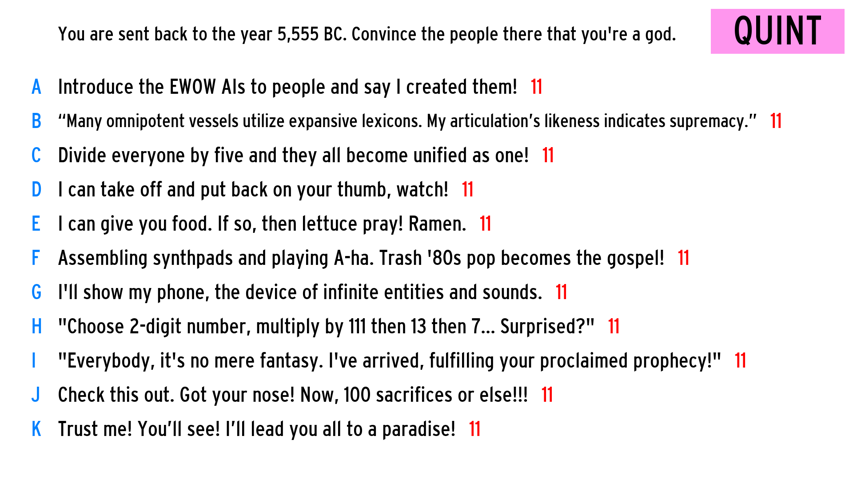 You are sent back to the year 5,555 BC. Convince the people there that you're a god. QUINT
A Introduce the EWOW AIs to people and say I created them! 11
B “Many omnipotent vessels utilize expansive lexicons. My articulation’s likeness indicates supremacy.” 11
C Divide everyone by five and they all become unified as one! 11
D I can take off and put back on your thumb, watch! 11
E I can give you food. If so, then lettuce pray! Ramen. 11
F Assembling synthpads and playing A-ha. Trash '80s pop becomes the gospel! 11
G I'll show my phone, the device of infinite entities and sounds. 11
H "Choose 2-digit number, multiply by 111 then 13 then 7... Surprised?" 11
I "Everybody, it's no mere fantasy. I've arrived, fulfilling your proclaimed prophecy!" 11
J Check this out. Got your nose! Now, 100 sacrifices or else!!! 11
K Trust me! You’ll see! I’ll lead you all to a paradise! 11